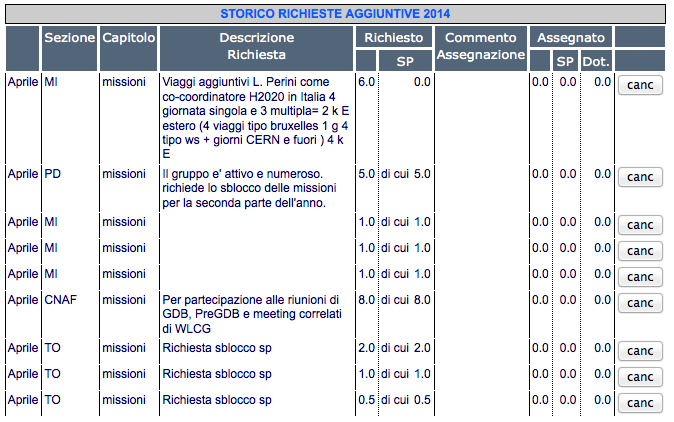 STORICO RICHIESTE AGGIUNTIVE 2014
Sezione Capitolo Descrizione Richiesta Richiesto Commento Assegnazione Assegnato
SP SP Dot.
Aprile MI missioni Viaggi aggiuntivi L. Perini come 6.0 0.0 0.0 0.0 0.0 canc
co-coordinatore H2020 in Italia 4
giornata singola e 3 multipla= 2 k E
estero (4 viaggi tipo bruxelles 1 g 4
tipo ws + giorni CERN e fuori ) 4 k
E
Aprile PD missioni Il gruppo e' attivo e numeroso. 5.0 di cui 5.0 0.0 0.0 0.0 canc
richiede lo sblocco delle missioni
per la seconda parte dell'anno.
Aprile MI missioni 1.0 di cui 1.0 0.0 0.0 0.0 canc
Aprile MI missioni 1.0 di cui 1.0 0.0 0.0 0.0 canc
Aprile MI missioni 1.0 di cui 1.0 0.0 0.0 0.0 canc
Aprile CNAF missioni Per partecipazione alle riunioni di 8.0 di cui 8.0 0.0 0.0 0.0 canc
GDB, PreGDB e meeting correlati
di WLCG
Aprile TO missioni Richiesta sblocco sp 2.0 di cui 2.0 0.0 0.0 0.0 canc
Aprile TO missioni Richiesta sblocco sp 1.0 di cui 1.0 0.0 0.0 0.0 canc
Aprile TO missioni Richiesta sblocco sp 0.5 di cui 0.5 0.0 0.0 0.0 canc